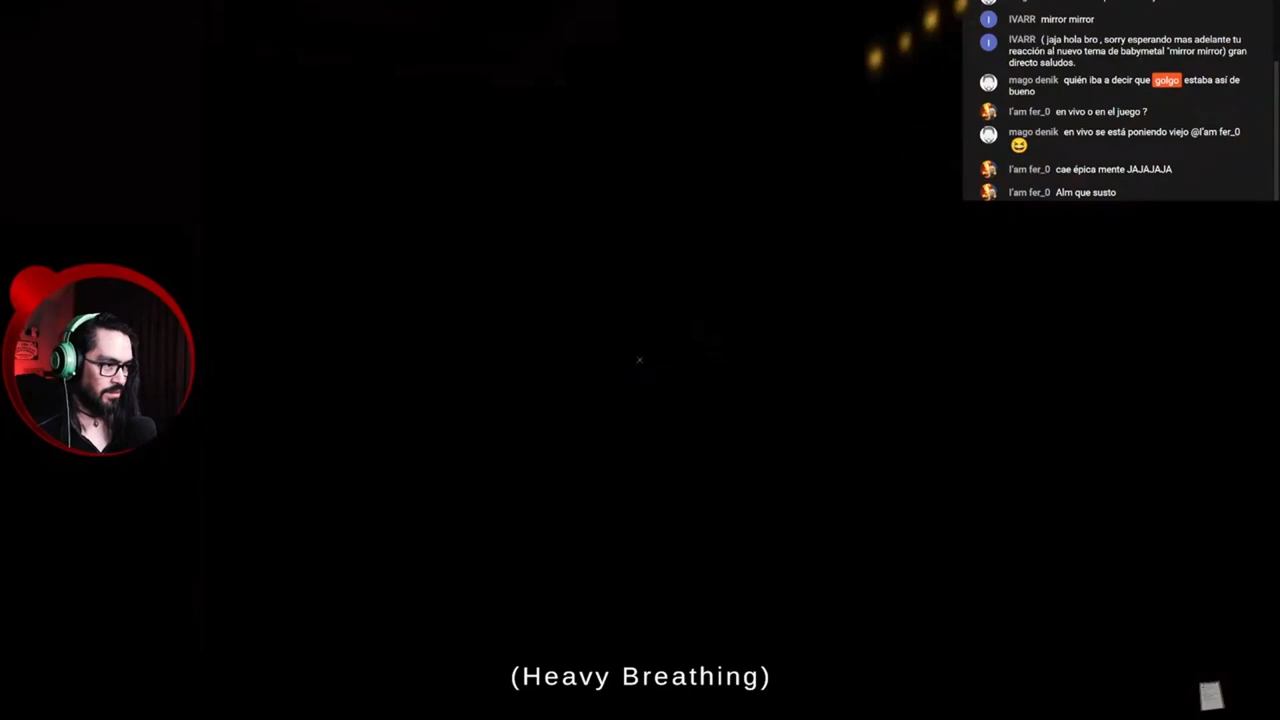 IVARR mirror mirror
IVARR ( jaja hola bro , sorry esperando mas adelante tu
reacción al nuevo tema de babymetal "mirror mirror) gran
directo saludos.
mago denik quién iba a decir que golgo estaba así de
bueno
I'am fer_0 en vivo o en el juego ?
mago denik en vivo se está poniendo viejo @I'am fer_0
I'am fer_0 cae épica mente JAJAJAJA
I'am fer_0 Alm que susto
(Heavy Breathing)